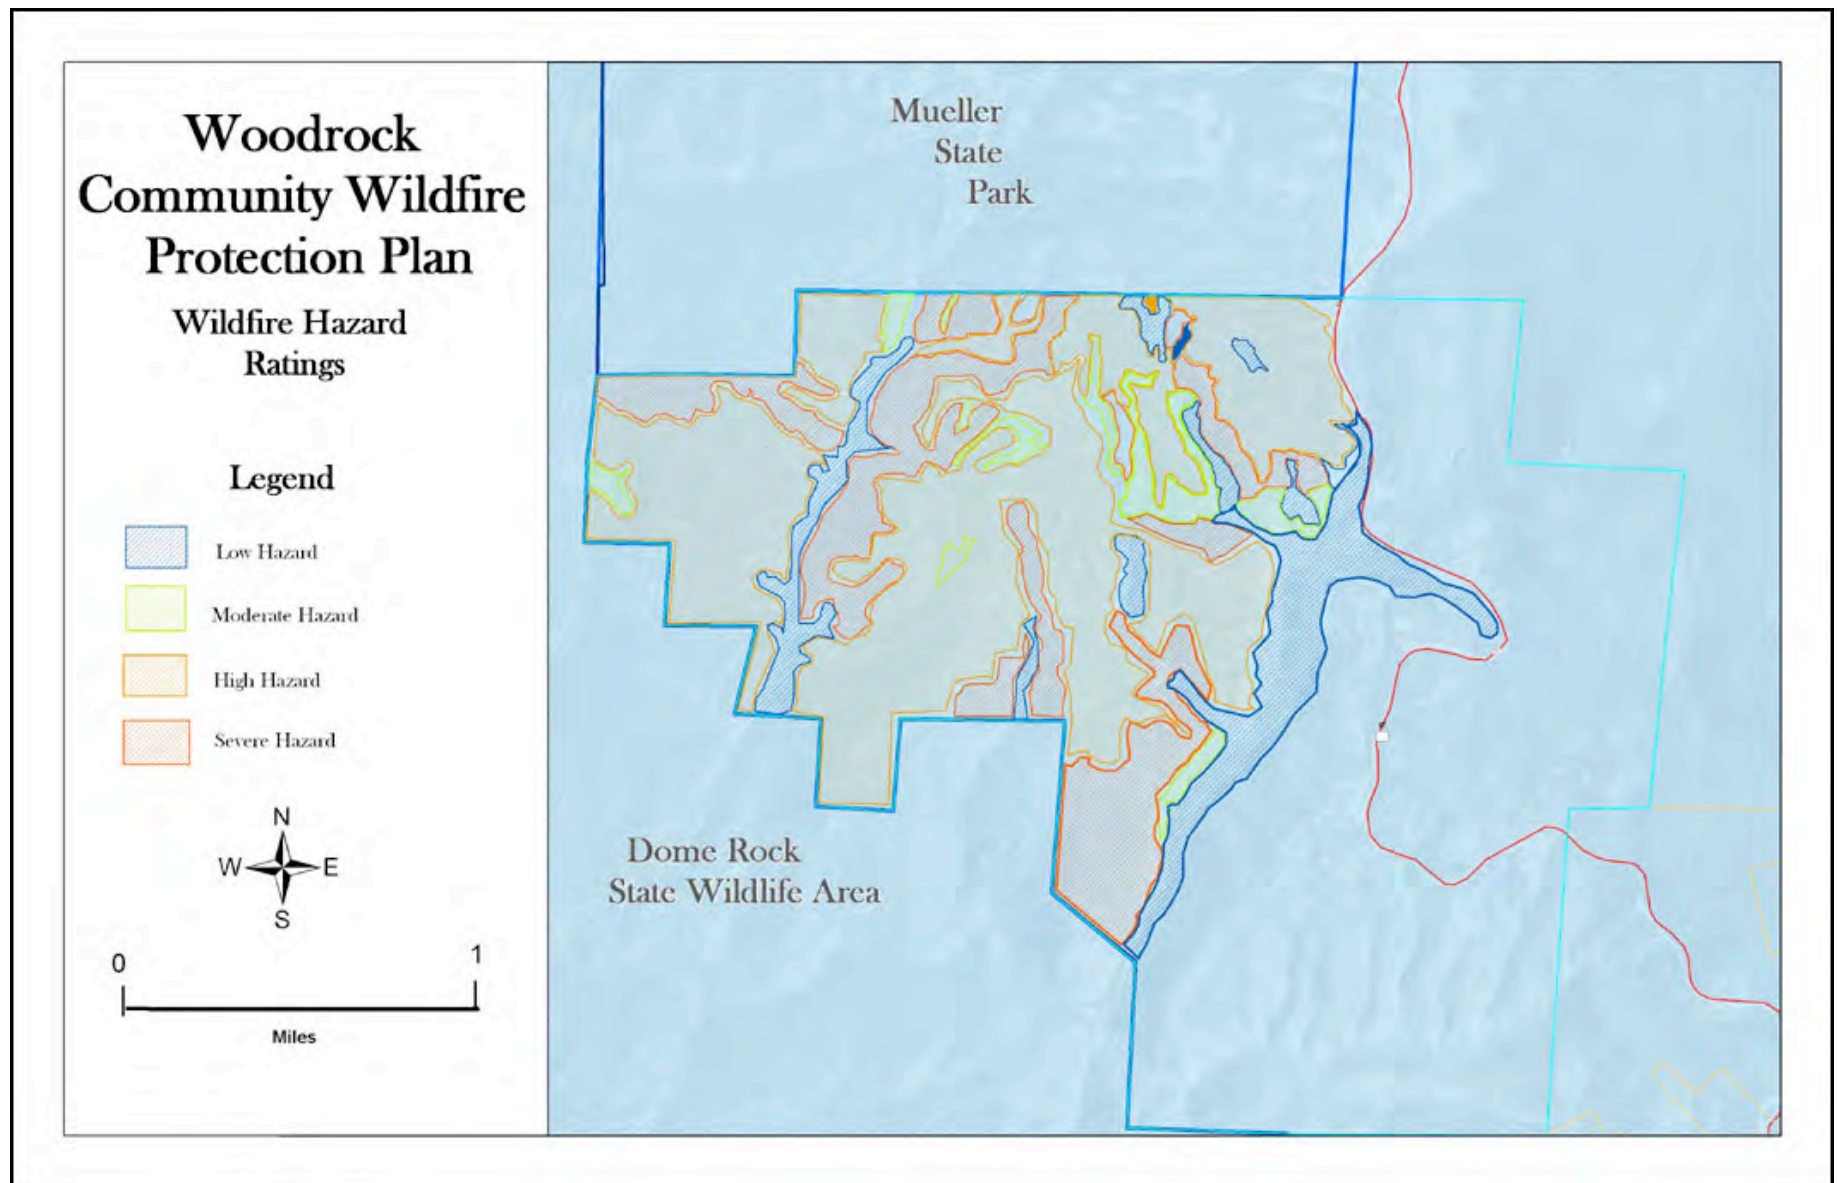 Woodrock
Community Wildfire
Protection Plan
Wildfire Hazard
Ratings
Legend
Low Hazard
Moderate Hazard
High Hazard
Severe Hazard
N
W
E
S
0
1
Miles
Mueller
State
Park
Dome Rock
State Wildlife Area